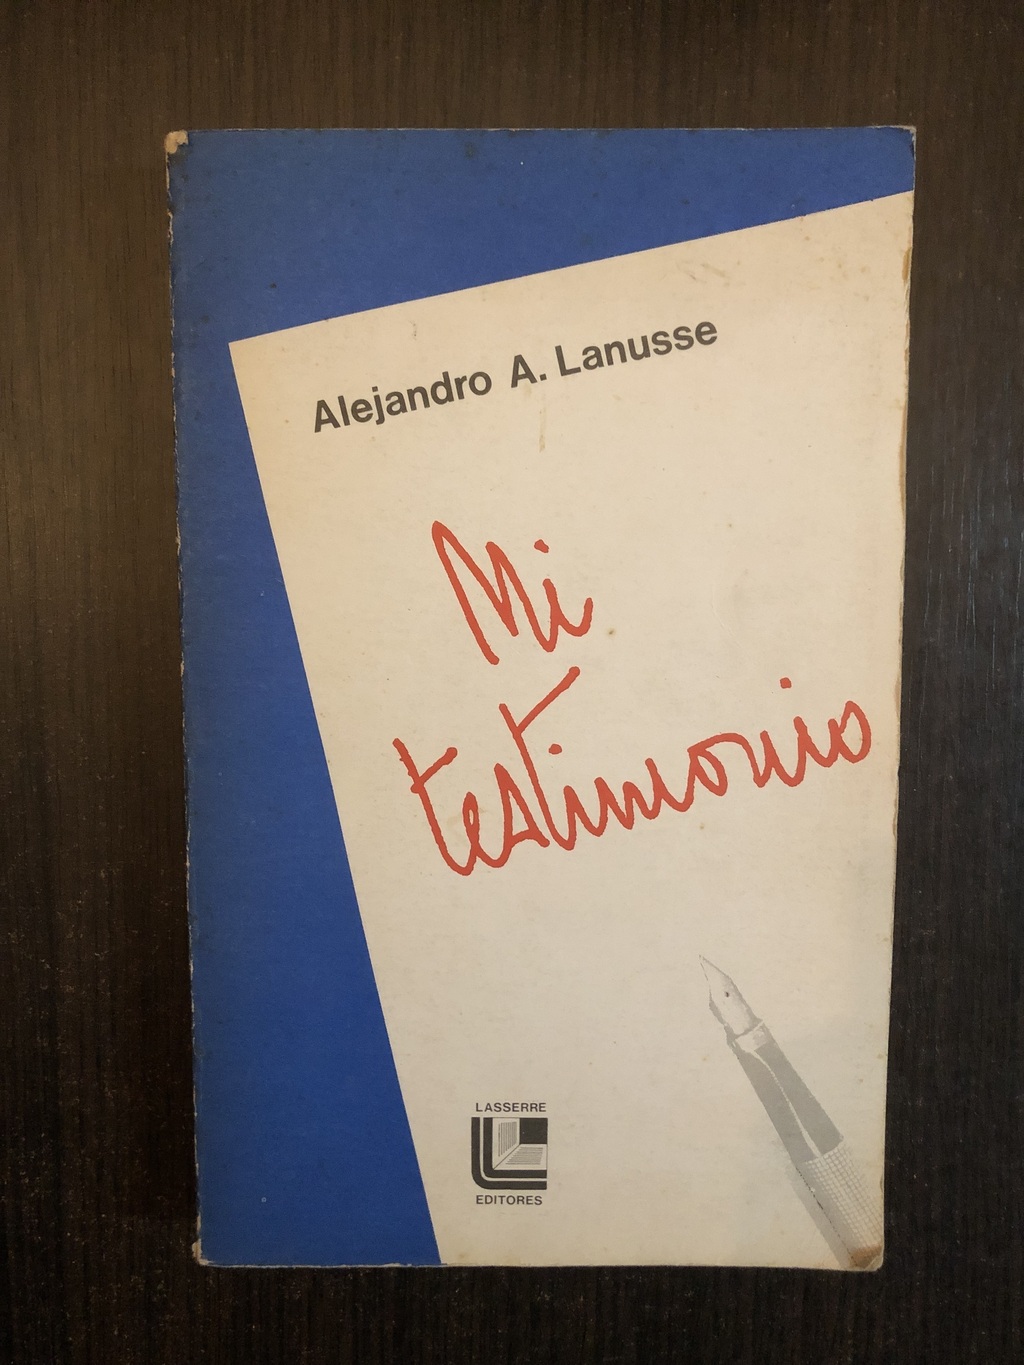 Alejandro A. Lanusse
Mi
testimonio
LASSERRE
EDITORES